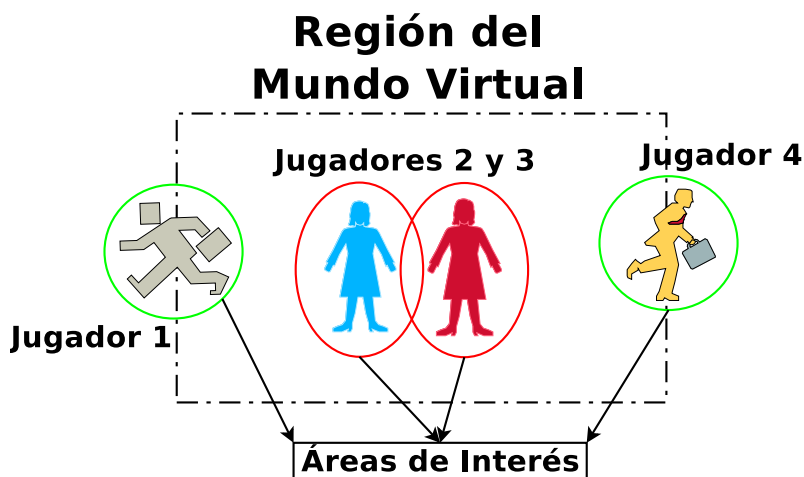 Región del
Mundo Virtual
Jugadores 2 y 3
Jugador 4
Jugador 1
Áreas de Interés